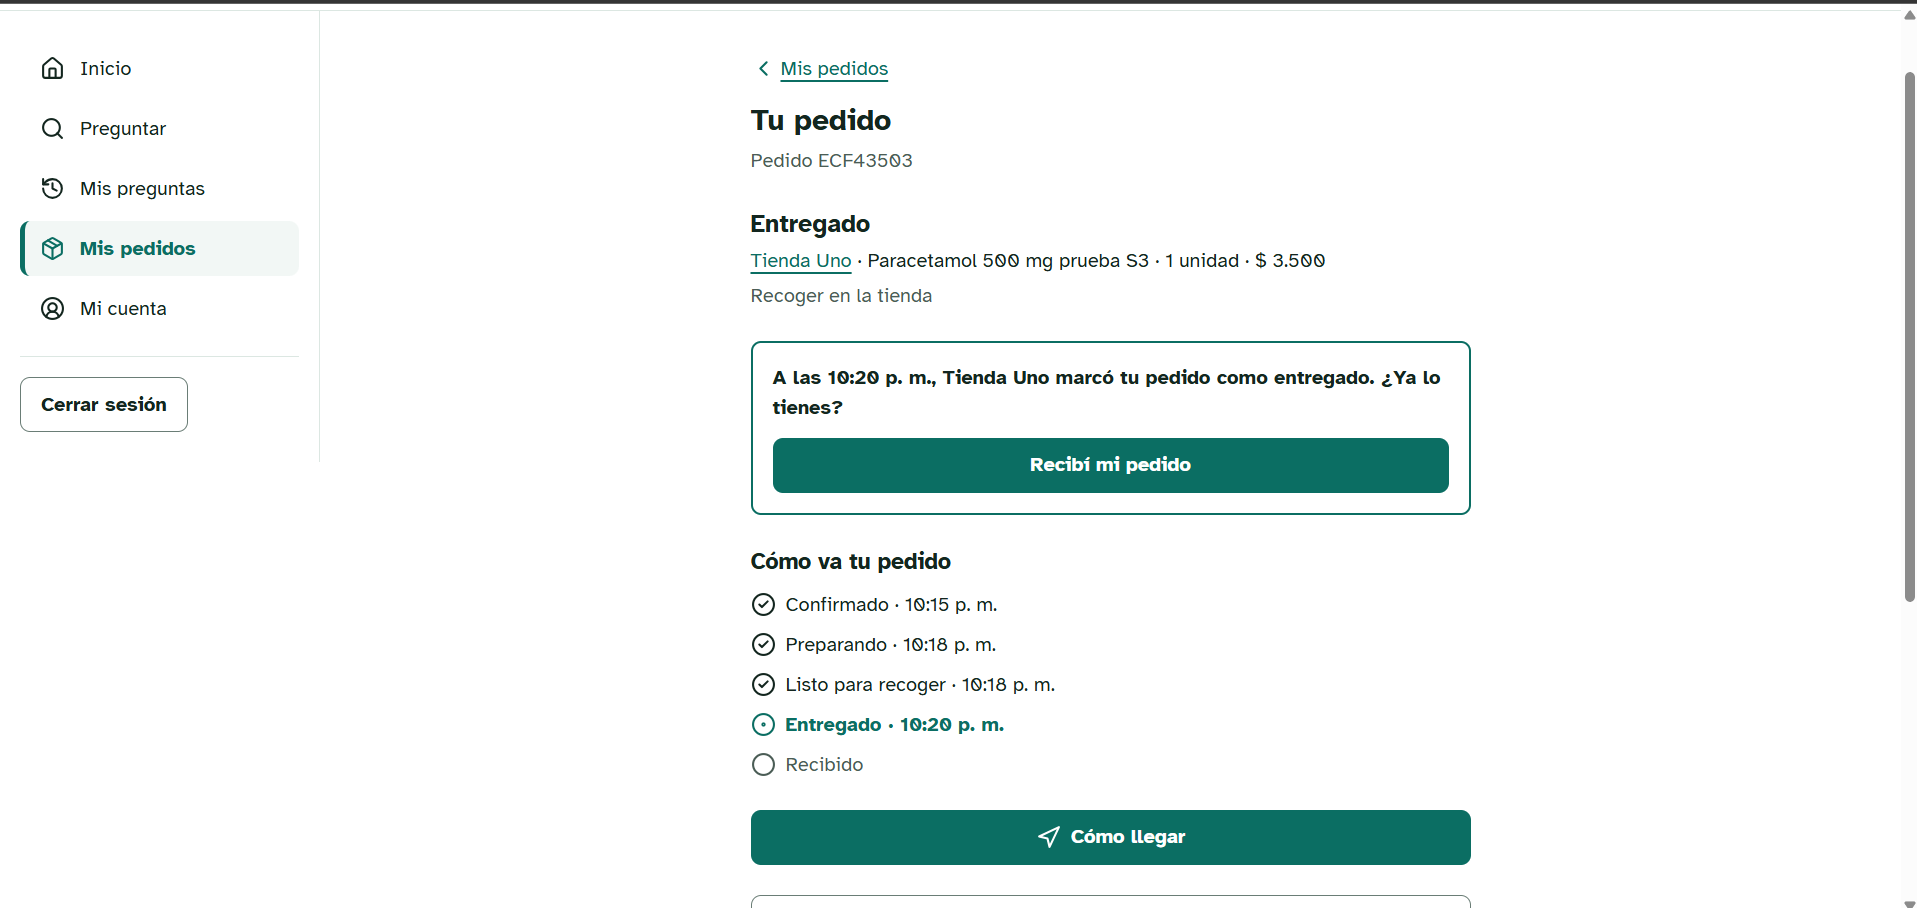 Inicio
Preguntar
Mis preguntas
Mis pedidos
Mi cuenta
Cerrar sesión
Mis pedidos
Tu pedido
Pedido ECF43503
Entregado
Tienda Uno · Paracetamol 500 mg prueba S3 · 1 unidad · $ 3.500
Recoger en la tienda
A las 10:20 p. m., Tienda Uno marcó tu pedido como entregado. ¿Ya lo
tienes?
Recibí mi pedido
Cómo va tu pedido
Confirmado · 10:15 p. m.
Preparando · 10:18 p. m.
Listo para recoger · 10:18 p. m.
Entregado · 10:20 p. m.
Recibido
Cómo llegar